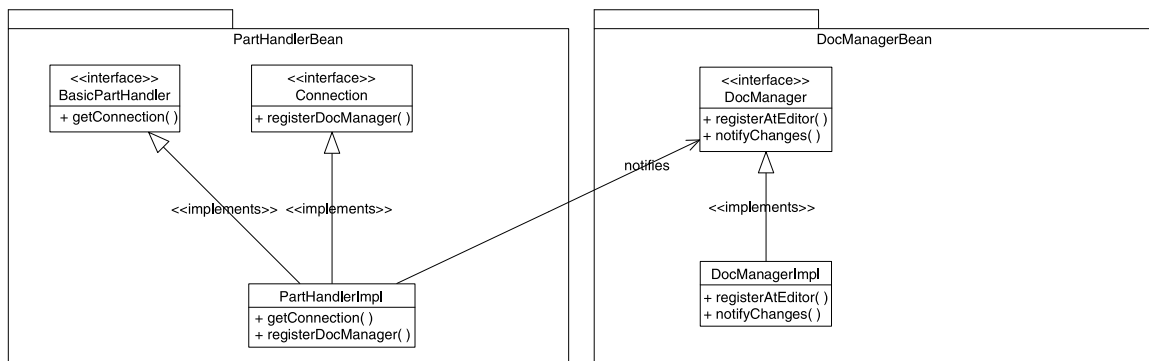 PartHandlerBean
<<interface>>
BasicPartHandler
+ getConnection( )
<<interface>>
Connection
+ registerDocManager( )
<<implements>>
<<implements>>
PartHandlerImpl
+ getConnection( )
+ registerDocManager( )
notifies
DocManagerBean
<<interface>>
DocManager
+ registerAtEditor( )
+ notifyChanges( )
<<implements>>
DocManagerImpl
+ registerAtEditor( )
+ notifyChanges( )